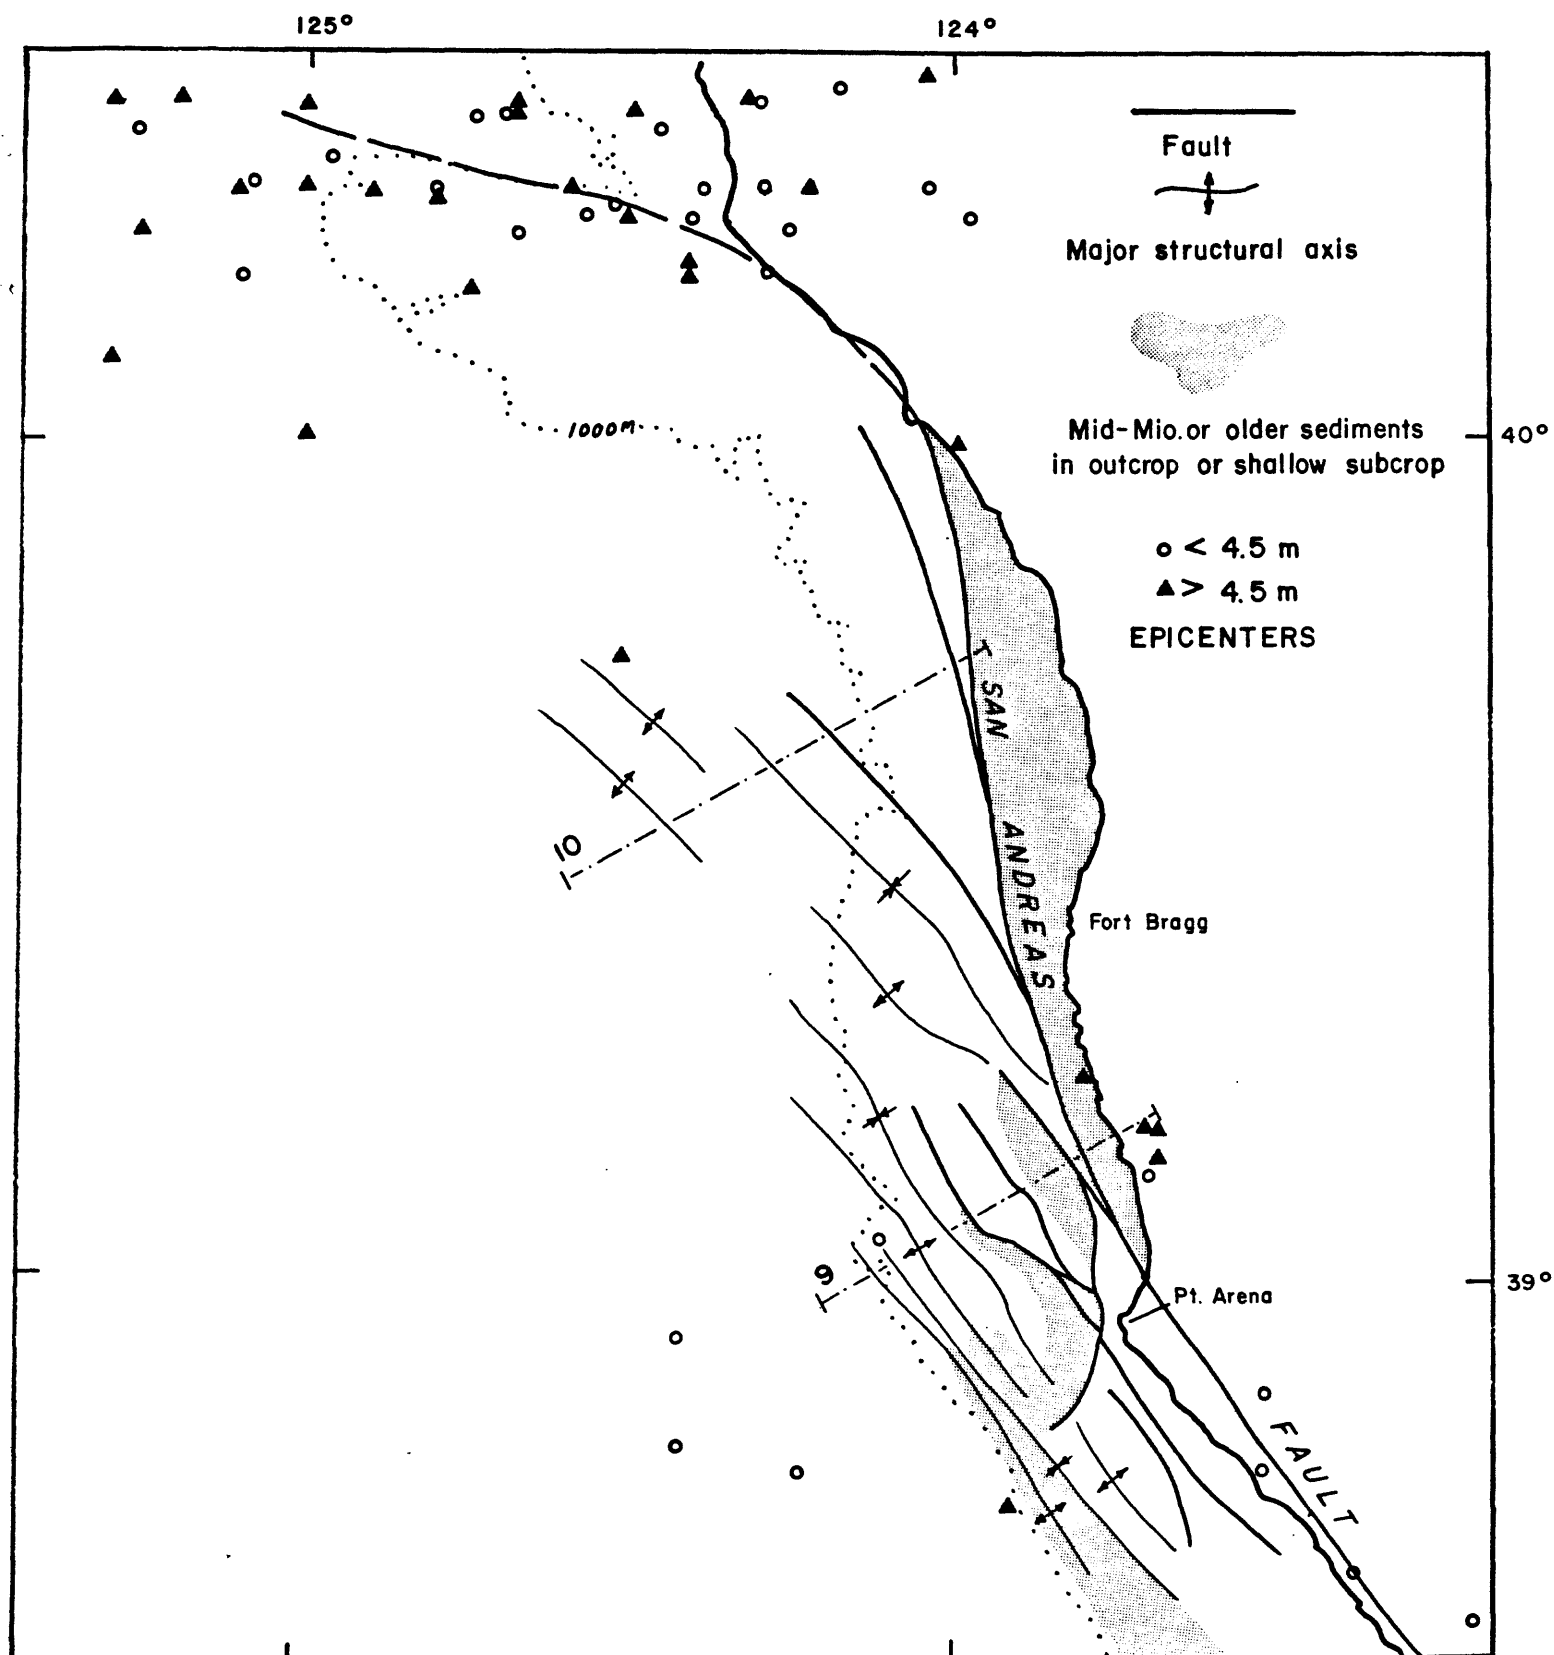 125°
124°
Fault
Major structural axis
Mid-Mio. or older sediments
in outcrop or shallow subcrop
o < 4.5 m
▲ > 4.5 m
EPICENTERS
40°
1000M
SAN
ANDREAS
10
Fort Bragg
9
39°
Pt. Arena
FAULT